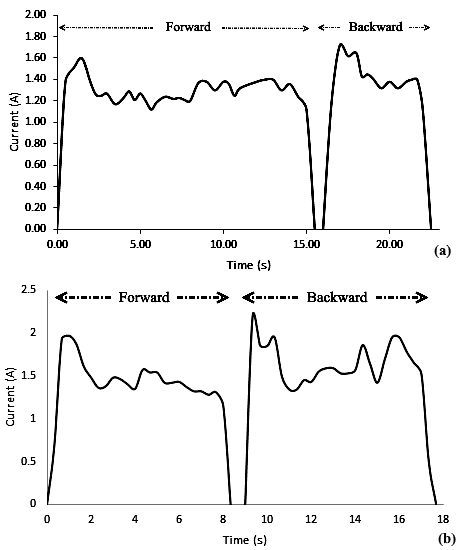 Forward Backward
2.00
1.80
1.60
1.40
1.20
1.00
0.80
0.60
0.40
0.20
0.00
Current (A)
0.00 5.00 10.00 15.00 20.00
Time (s)
(a)
Forward Backward
2.5
2
1.5
1
0.5
0
Current (A)
0 2 4 6 8 10 12 14 16 18
Time (s)
(b)